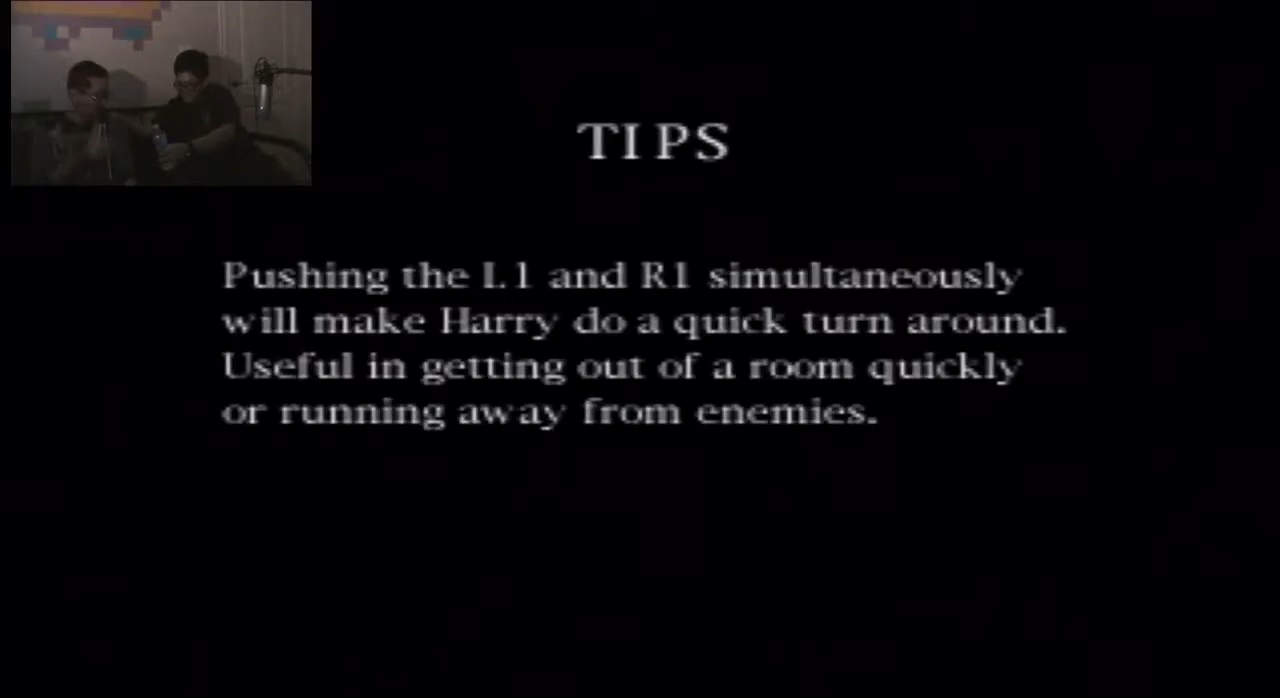 TIPS
Pushing the L1 and R1 simultaneously
will make Harry do a quick turn around.
Useful in getting out of a room quickly
or running away from enemies.